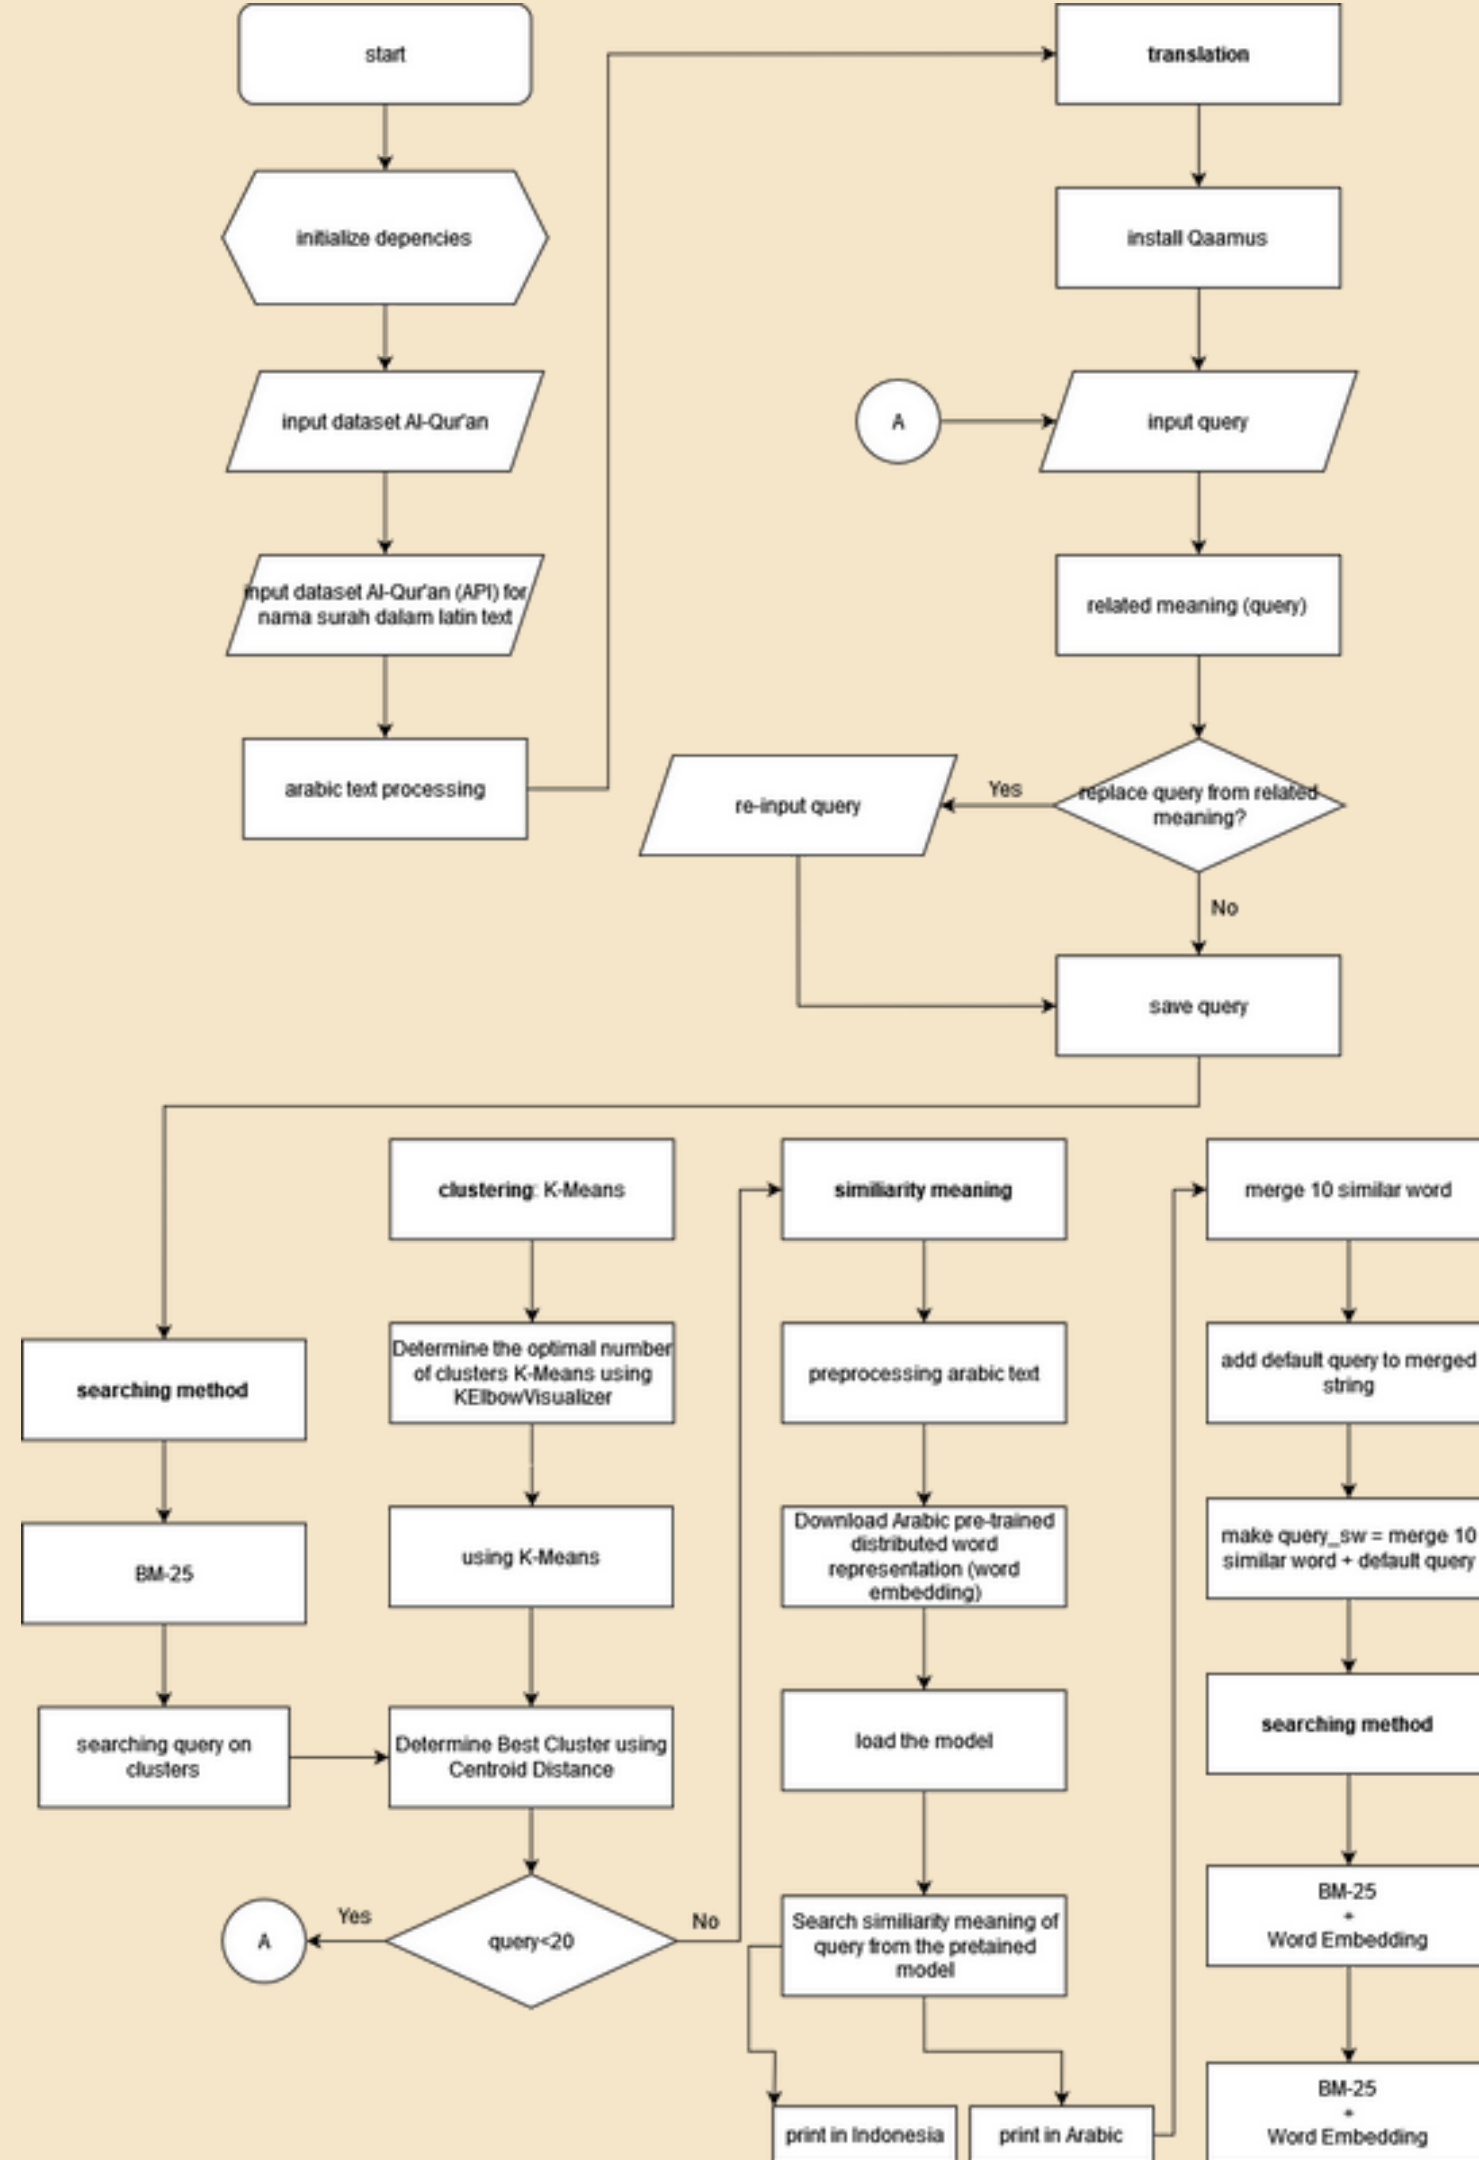 start
initialize depencies
input dataset Al-Qur'an
input dataset Al-Qur'an (API) for
nama surah dalam latin text
arabic text processing
translation
install Qaamus
A
input query
related meaning (query)
replace query from related
meaning?
Yes
re-input query
No
save query
searching method
BM-25
searching query on
clusters
clustering: K-Means
Determine the optimal number
of clusters K-Means using
KElbowVisualizer
using K-Means
Determine Best Cluster using
Centroid Distance
query<20
Yes
A
No
similiarity meaning
preprocessing arabic text
Download Arabic pre-trained
distributed word
representation (word
embedding)
load the model
Search similiarity meaning of
query from the pretained
model
print in Indonesia
print in Arabic
merge 10 similar word
add default query to merged
string
make query_sw = merge 10
similar word + default query
searching method
BM-25
+
Word Embedding
BM-25
+
Word Embedding